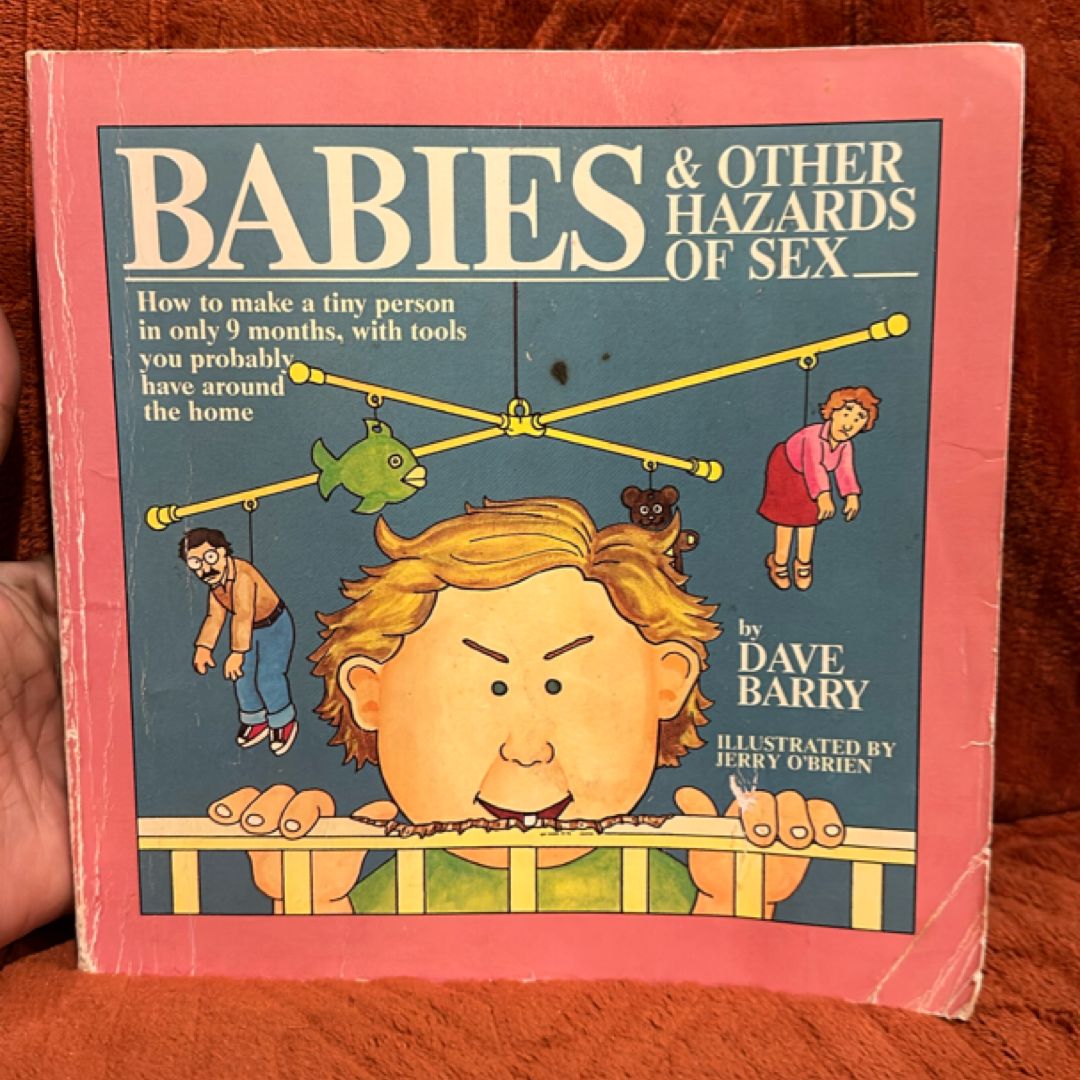 BABIES
& OTHER
HAZARDS
OF SEX
How to make a tiny person
in only 9 months, with tools
you probably
have around
the home
by
DAVE
BARRY
ILLUSTRATED BY
JERRY O'BRIEN